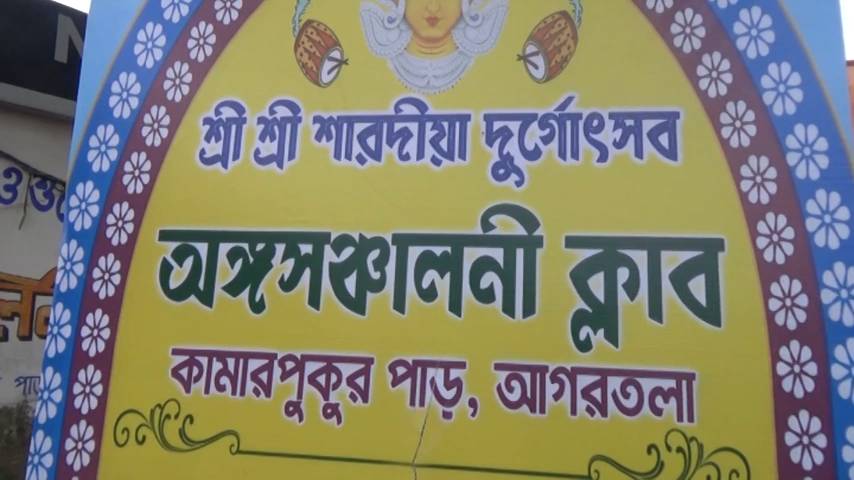 শ্রী শ্রী শারদীয়া দুর্গোৎসব
অঙ্গসঞ্চালনী ক্লাব
কামারপুকুর পাড়, আগরতলা